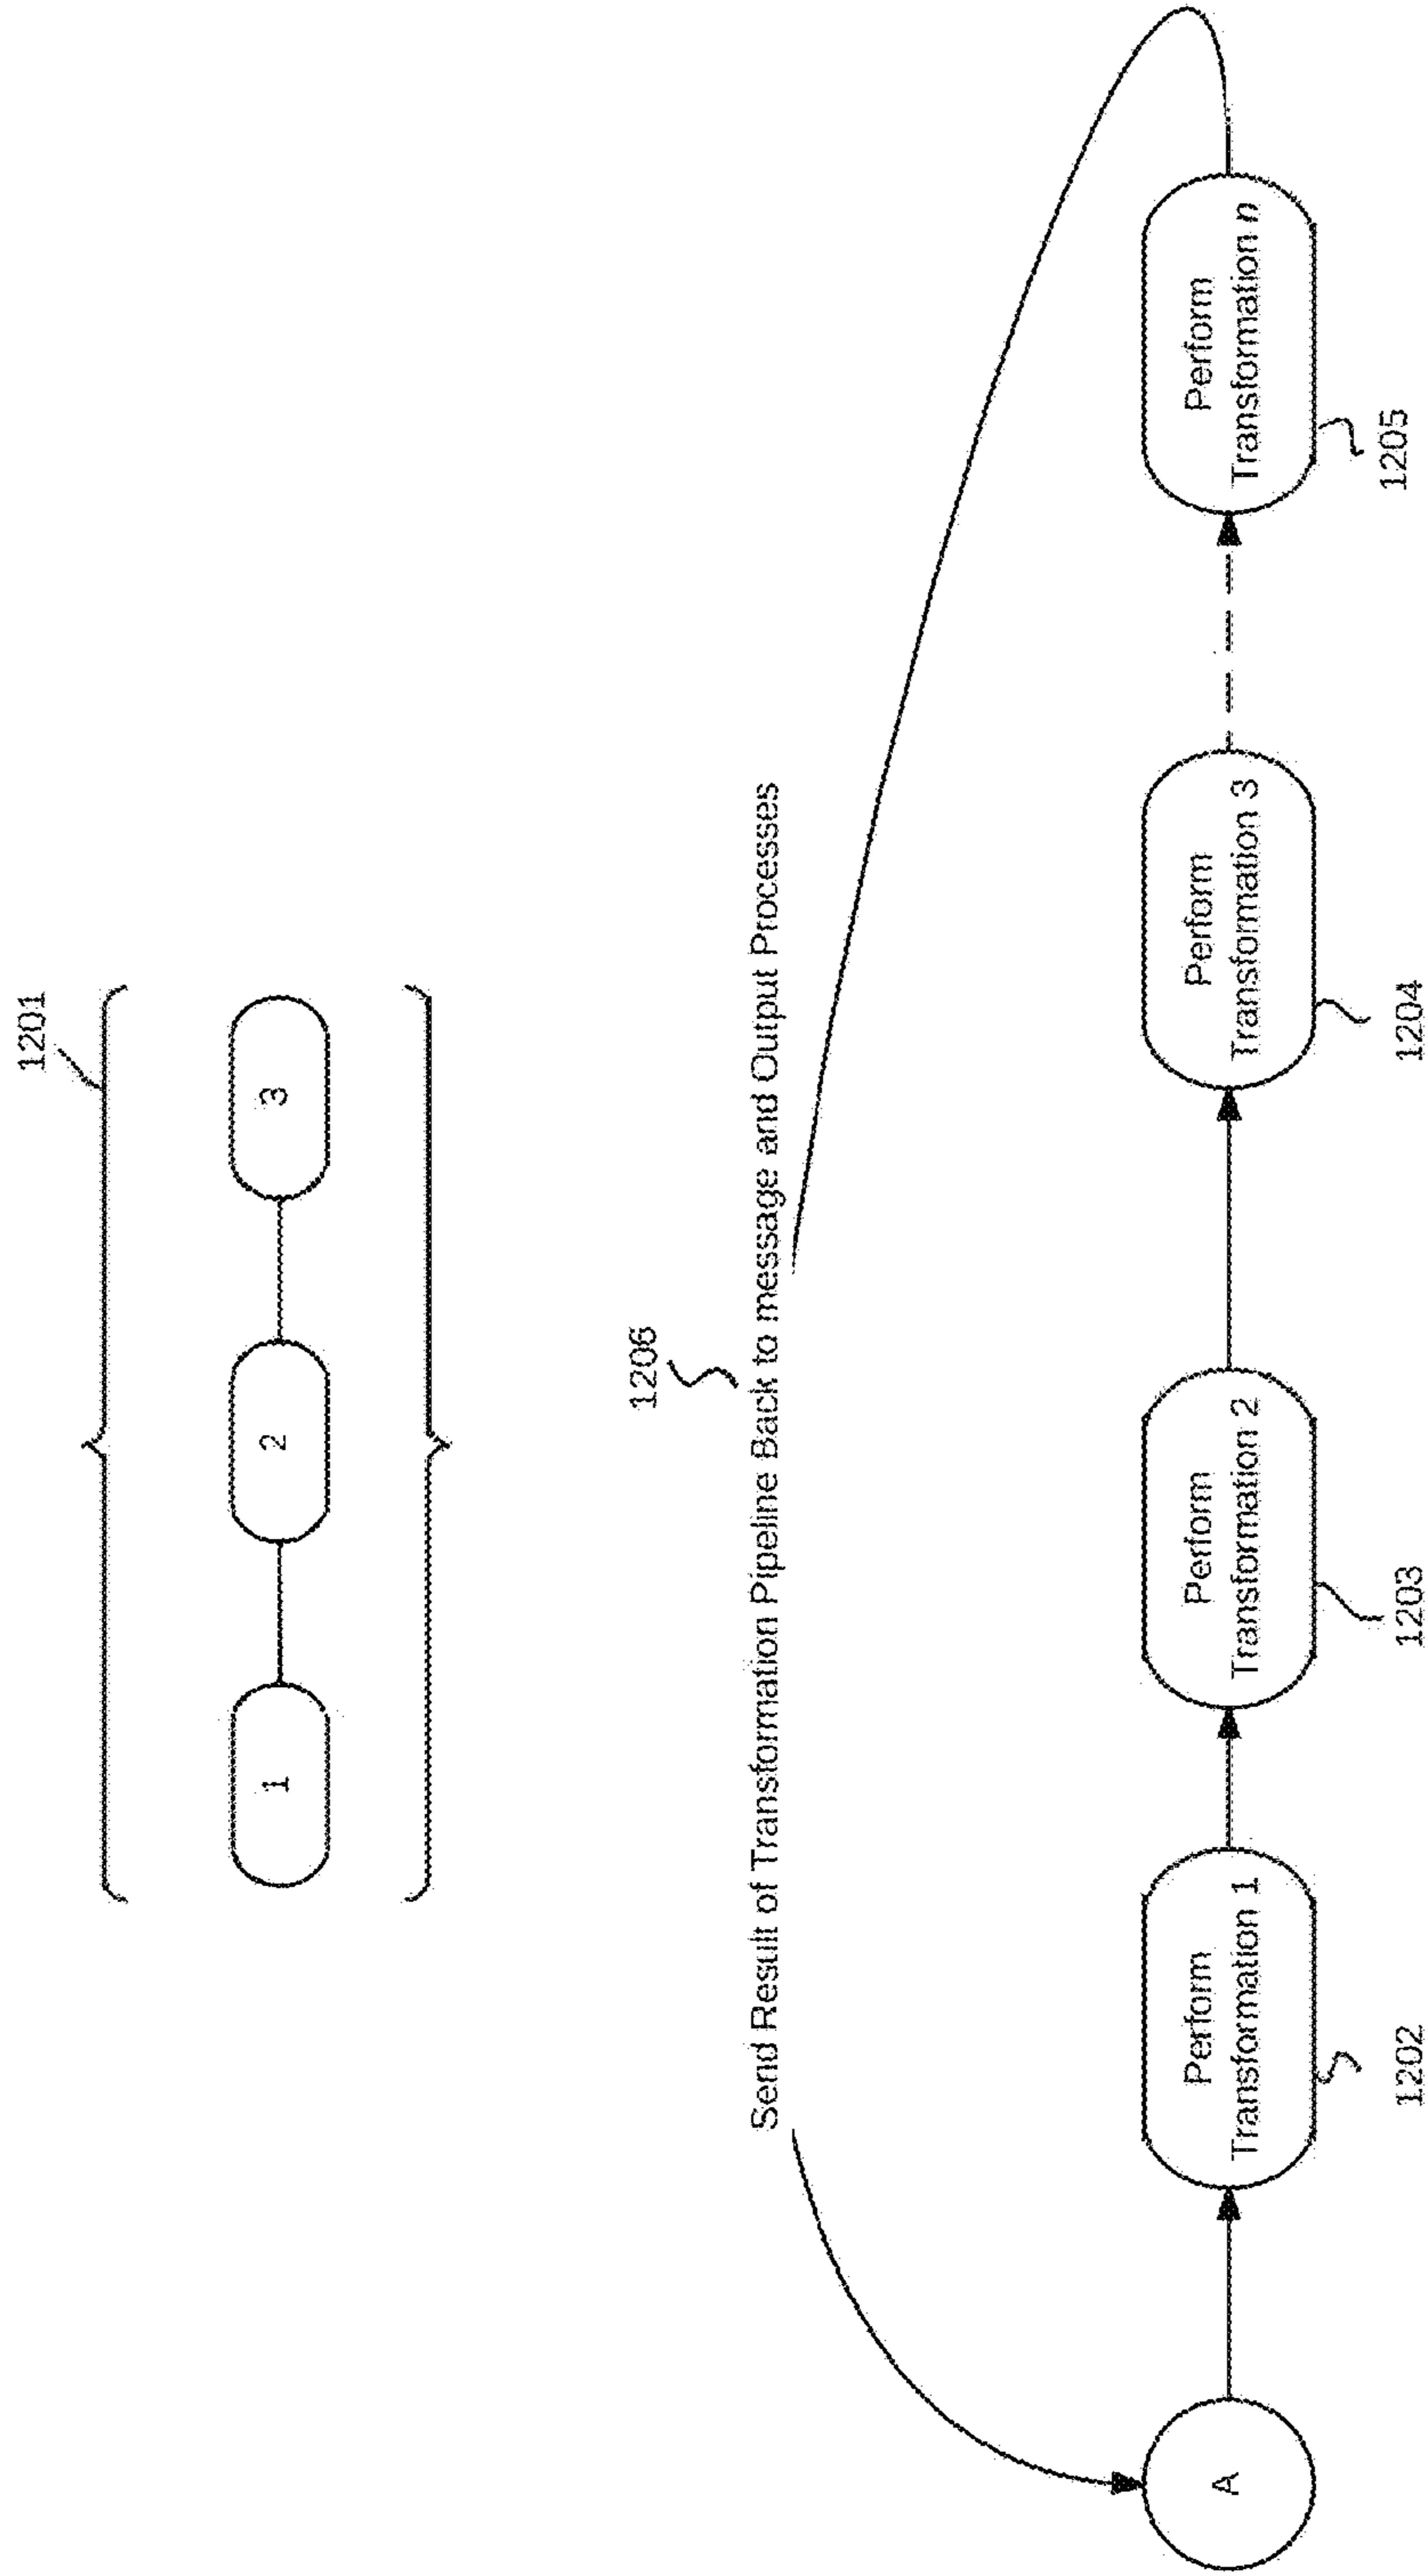 1201
1
2
3
1206
Send Result of Transformation Pipeline Back to message and Output Processes
A
Perform
Transformation 1
Perform
Transformation 2
Perform
Transformation 3
Perform
Transformation n
1202
1203
1204
1205